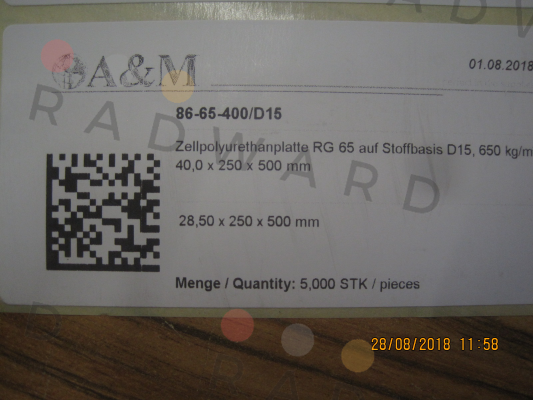 A&M
01.08.2018
86-65-400/D15
Zellpolyurethanplatte RG 65 auf Stoffbasis D15, 650 kg/m
40,0 x 250 x 500 mm
28,50 x 250 x 500 mm
Menge / Quantity: 5,000 STK / pieces
28/08/2018 11:58
RADWARD